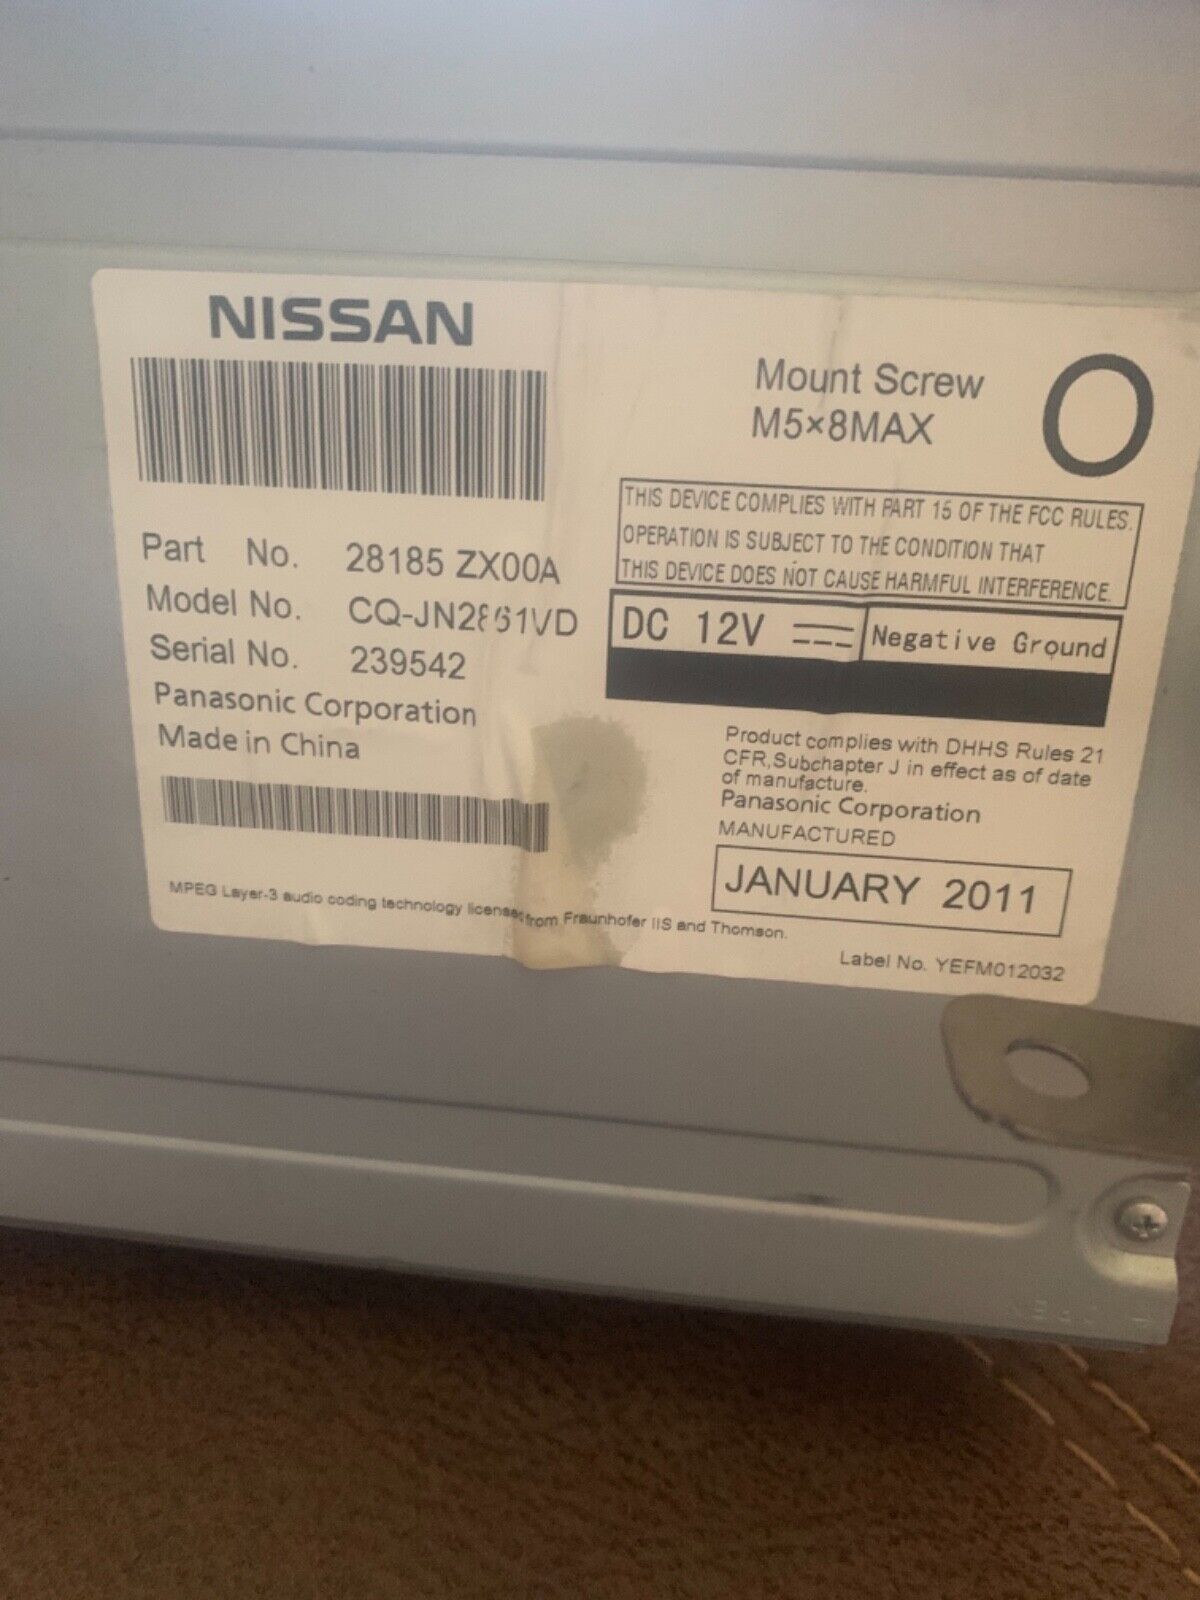 NISSAN
Part No. 28185 ZX00A
Model No. CQ-JN2861VD
Serial No. 239542
Panasonic Corporation
Made in China
MPEG Layer-3 audio coding technology licensed from Fraunhofer IIS and Thomson.
Mount Screw
M5×8MAX
O
THIS DEVICE COMPLIES WITH PART 15 OF THE FCC RULES.
OPERATION IS SUBJECT TO THE CONDITION THAT
THIS DEVICE DOES NOT CAUSE HARMFUL INTERFERENCE.
DC 12V ⎓ Negative Ground
Product complies with DHHS Rules 21
CFR,Subchapter J in effect as of date
of manufacture.
Panasonic Corporation
MANUFACTURED
JANUARY 2011
Label No. YEFM012032